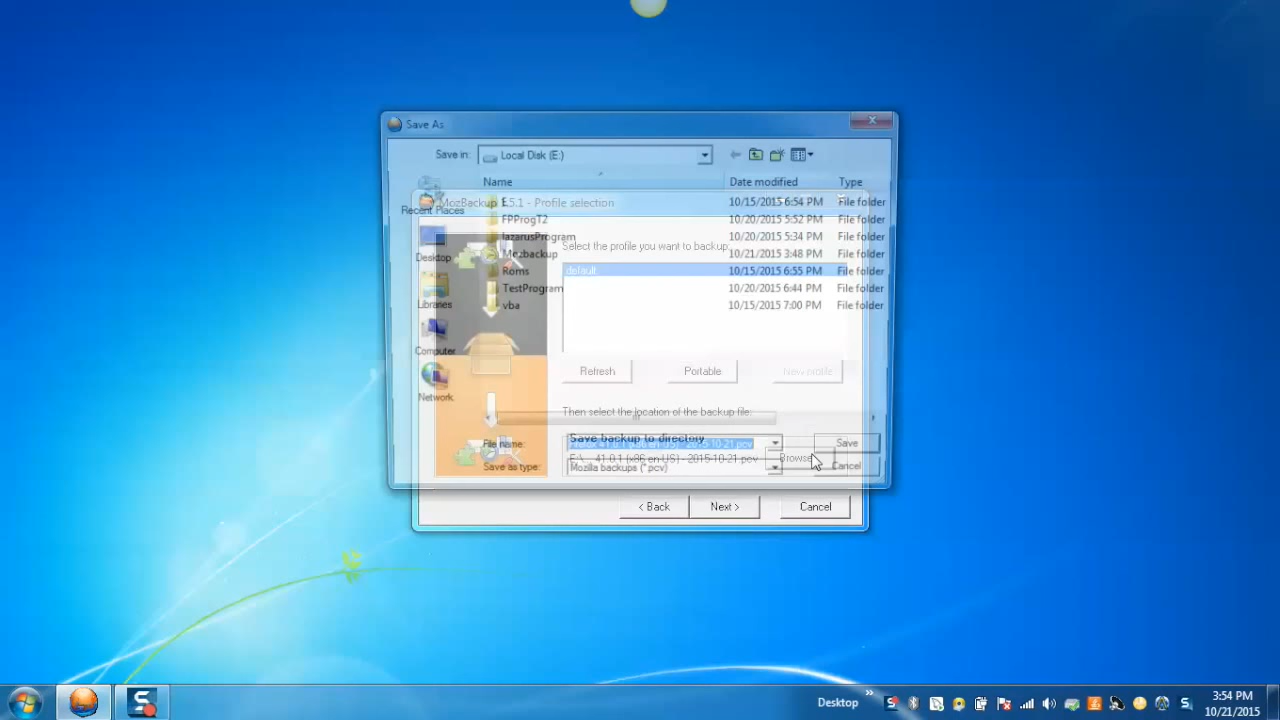 Save As
Save in:
Local Disk (E:)
Name
Date modified
Type
Recent Places
MozBackup 1.5.1 - Profile selection
10/15/2015 6:54 PM
File folder
FPProgT2
10/20/2015 5:52 PM
File folder
lazarusProgram
10/20/2015 5:34 PM
File folder
Select the profile you want to backup:
Desktop
Mozbackup
10/21/2015 3:48 PM
File folder
default
Roms
10/15/2015 6:55 PM
File folder
TestProgram
10/20/2015 6:44 PM
File folder
Libraries
vba
10/15/2015 7:00 PM
File folder
Computer
Refresh
Portable
New profile
Network
Then select the location of the backup file:
Save backup to directory
File name:
41.0.1 (x86 en-US) - 2015-10-21.pcv
Save
E:\... 41.0.1 (x86 en-US) - 2015-10-21.pcv
Browse
Save as type:
Mozilla backups (*.pcv)
Cancel
< Back
Next >
Cancel
Desktop
3:54 PM
10/21/2015